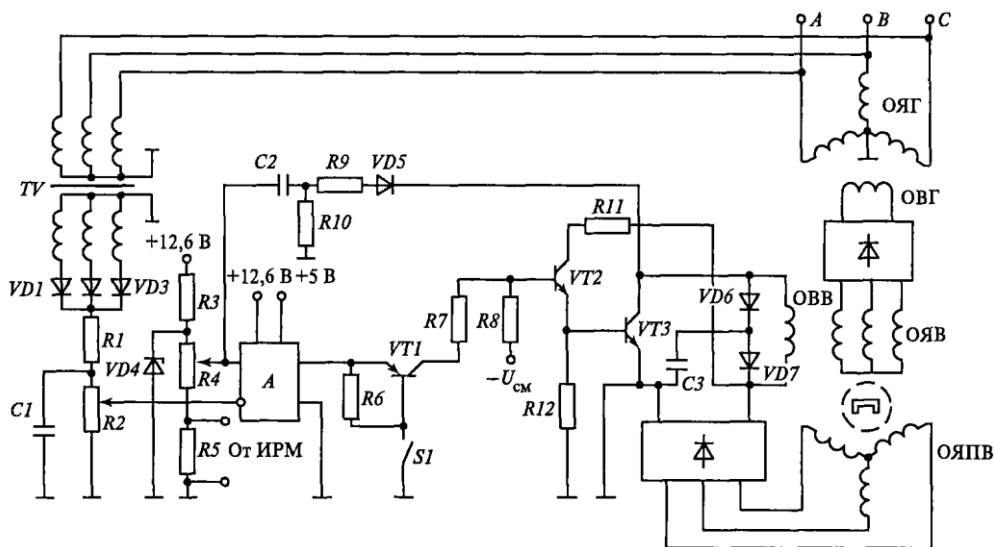 A B C
ОЯГ
TV
C2 R9 VD5
R10
R11
ОВГ
+12,6 В
+12,6 В +5 В
VD1 VD3
R3
VT2
VD6 ОВВ
R1
R7 R8
VT3
ОЯВ
VD4 R4
VT1
A
R6
–Uсм
C3
VD7
C1
R2
R12
R5 От ИРМ
S1
ОЯПВ